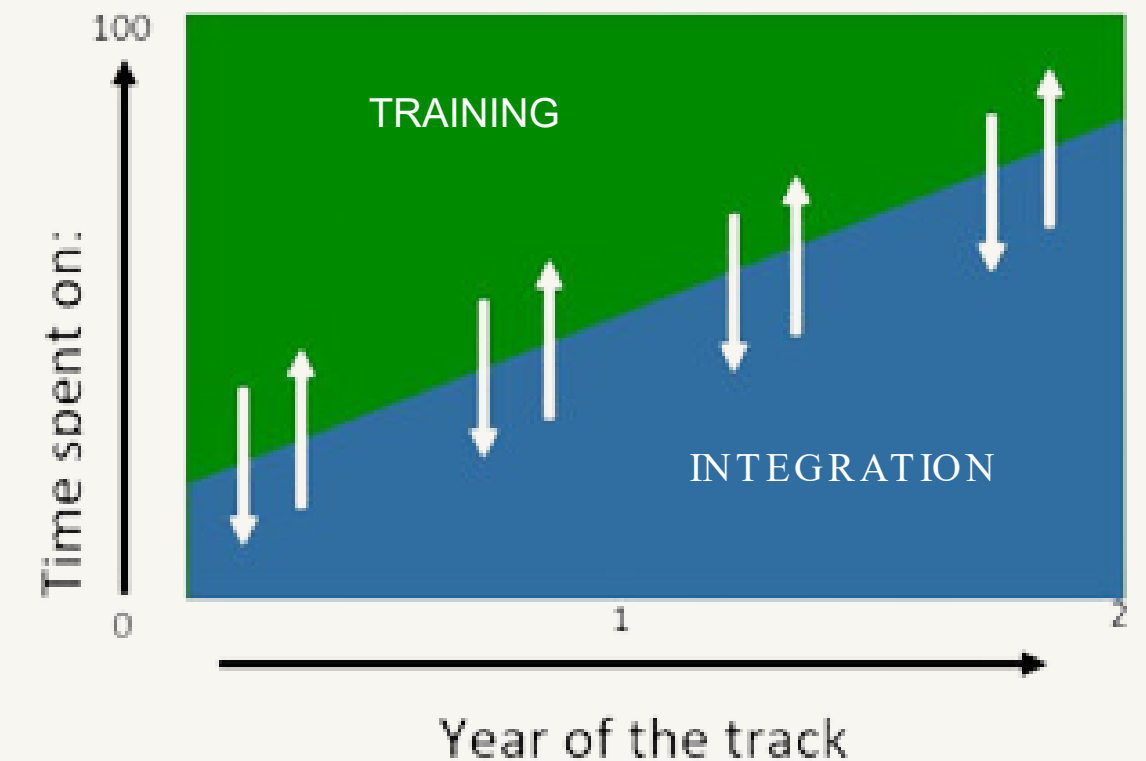 100
TRAINING
Time spent on:
INTEGRATION
0
1
2
Year of the track